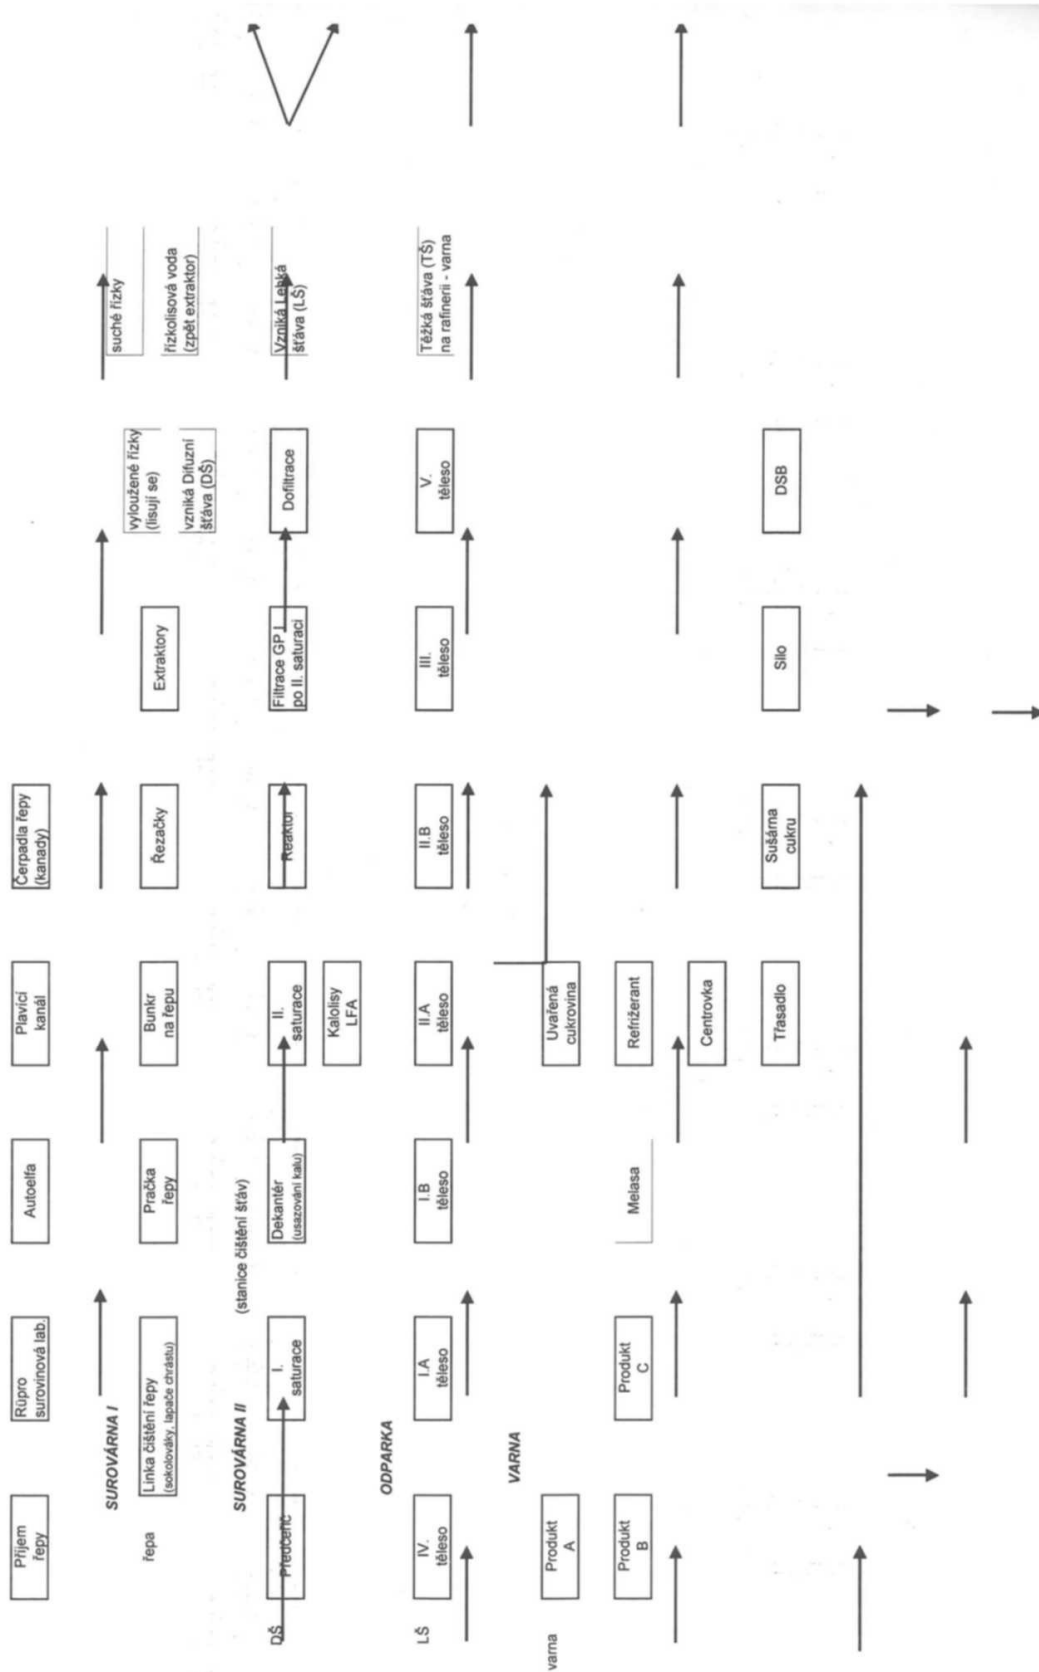 Příjem
řepy
Rüpro
surovinová lab.
Autoelfa
Plavící
kanál
Čerpadla řepy
(kanady)
SUROVÁRNA I
řepa
Linka čištění řepy
(sokolováky, lapače chrástu)
Pračka
řepy
Bunkr
na řepu
Řezačky
Extraktory
vyloužené řízky
(lisují se)
vzniká Difuzní
šťáva (DŠ)
suché řízky
řízkolisová voda
(zpět extraktor)
SUROVÁRNA II
(stanice čištění šťáv)
DŠ
Předčeřič
I.
saturace
Dekantér
(usazování kalu)
II.
saturace
Kalolisy
LFA
Reaktor
Filtrace GP I
po II. saturaci
Dofiltrace
Vzniká Lehká
šťáva (LŠ)
ODPARKA
LŠ
IV.
těleso
I.A
těleso
I.B
těleso
II.A
těleso
II.B
těleso
III.
těleso
V.
těleso
Těžká šťáva (TŠ)
na rafinerii - varna
VARNA
varna
Produkt
A
Uvařená
cukrovina
Produkt
B
Produkt
C
Melasa
Refrižerant
Centrovka
Třasadlo
Sušárna
cukru
Silo
DSB